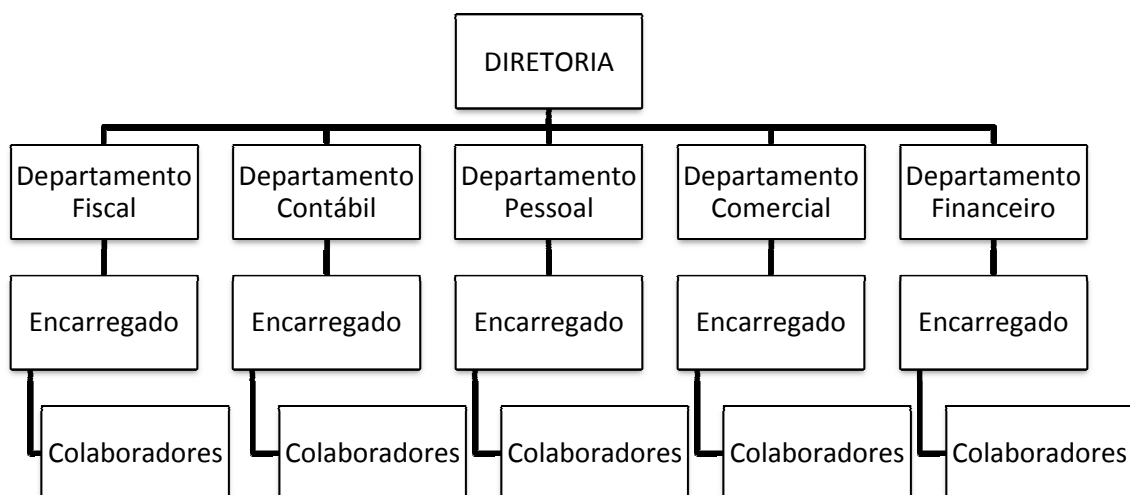 DIRETORIA
Departamento
Fiscal
Departamento
Contábil
Departamento
Pessoal
Departamento
Comercial
Departamento
Financeiro
Encarregado
Encarregado
Encarregado
Encarregado
Encarregado
Colaboradores
Colaboradores
Colaboradores
Colaboradores
Colaboradores